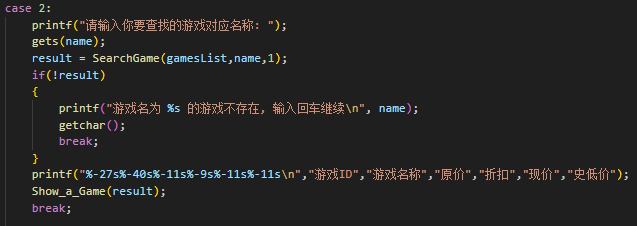 case 2:
    printf("请输入你要查找的游戏对应名称: ");
    gets(name);
    result = SearchGame(gamesList,name,1);
    if(!result)
    {
        printf("游戏名为 %s 的游戏不存在, 输入回车继续\n", name);
        getchar();
        break;
    }
    printf("%-27s%-40s%-11s%-9s%-11s%-11s\n","游戏ID","游戏名称","原价","折扣","现价","史低价");
    Show_a_Game(result);
    break;